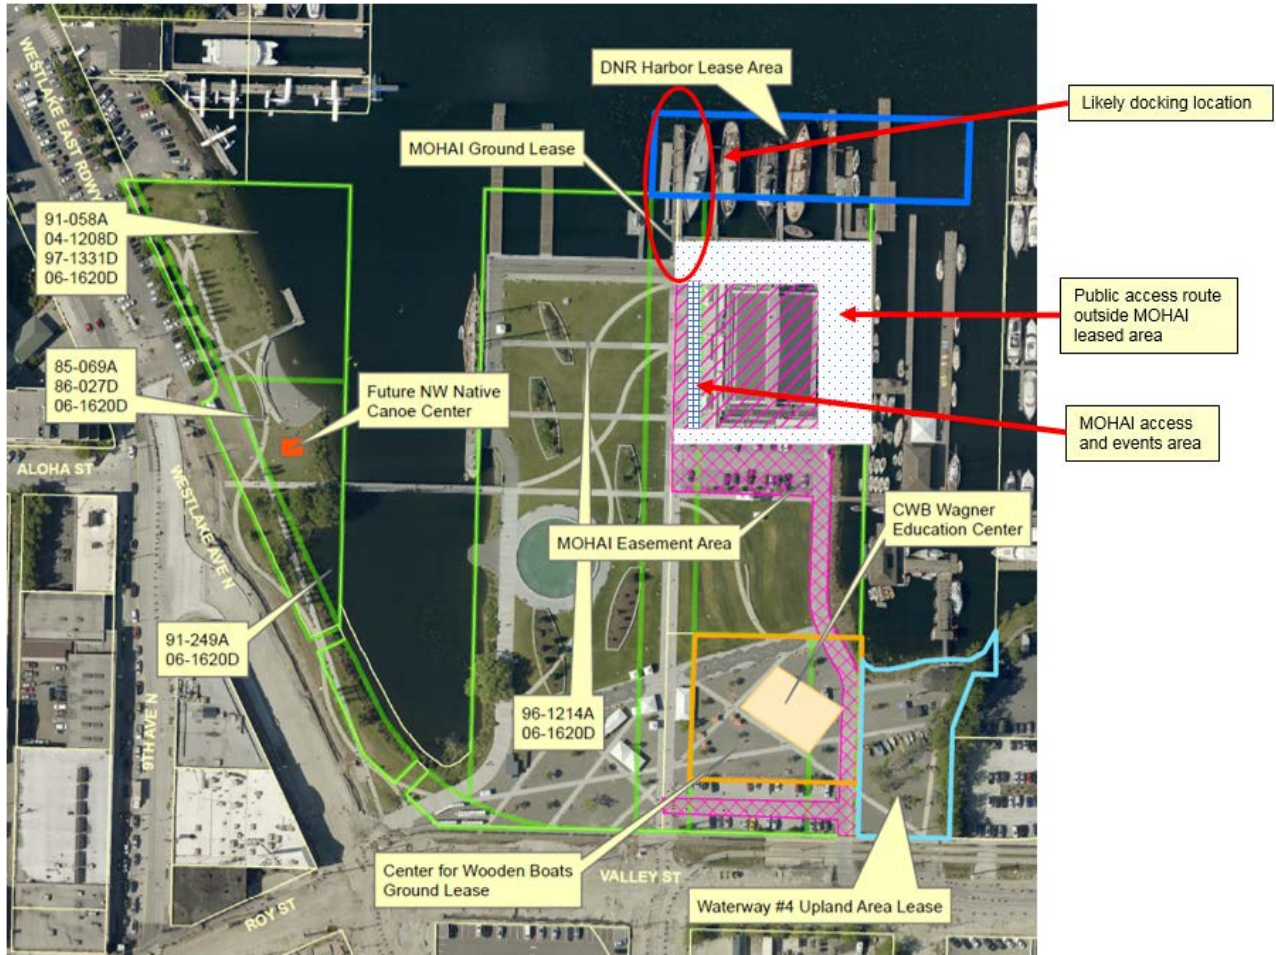 WESTLAKE EAST RDWY
DNR Harbor Lease Area
Likely docking location
MOHAI Ground Lease
91-058A
04-1208D
97-1331D
06-1620D
Public access route
outside MOHAI
leased area
85-069A
86-027D
06-1620D
Future NW Native
Canoe Center
MOHAI access
and events area
ALOHA ST
WESTLAKE AVE N
CWB Wagner
Education Center
MOHAI Easement Area
91-249A
06-1620D
9TH AVE N
96-1214A
06-1620D
Center for Wooden Boats
Ground Lease
VALLEY ST
Waterway #4 Upland Area Lease
ROY ST